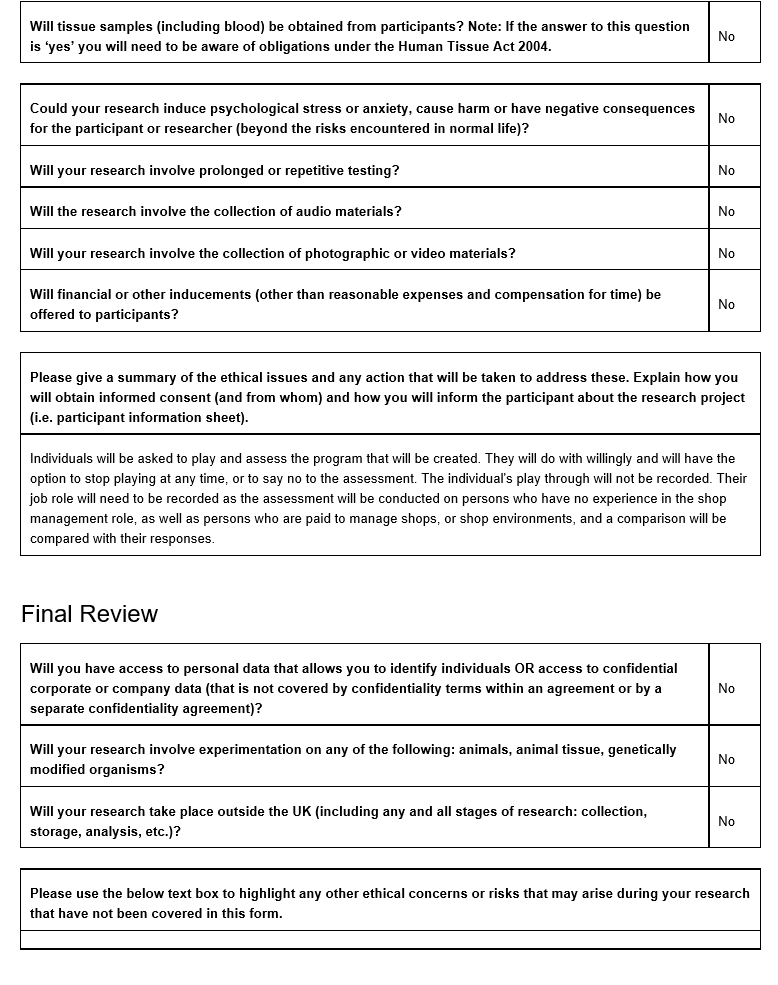 Will tissue samples (including blood) be obtained from participants? Note: If the answer to this question
is ‘yes’ you will need to be aware of obligations under the Human Tissue Act 2004.
No
Could your research induce psychological stress or anxiety, cause harm or have negative consequences
for the participant or researcher (beyond the risks encountered in normal life)?
No
Will your research involve prolonged or repetitive testing?
No
Will the research involve the collection of audio materials?
No
Will your research involve the collection of photographic or video materials?
No
Will financial or other inducements (other than reasonable expenses and compensation for time) be
offered to participants?
No
Please give a summary of the ethical issues and any action that will be taken to address these. Explain how you
will obtain informed consent (and from whom) and how you will inform the participant about the research project
(i.e. participant information sheet).
Individuals will be asked to play and assess the program that will be created. They will do with willingly and will have the
option to stop playing at any time, or to say no to the assessment. The individual's play through will not be recorded. Their
job role will need to be recorded as the assessment will be conducted on persons who have no experience in the shop
management role, as well as persons who are paid to manage shops, or shop environments, and a comparison will be
compared with their responses.
Final Review
Will you have access to personal data that allows you to identify individuals OR access to confidential
corporate or company data (that is not covered by confidentiality terms within an agreement or by a
separate confidentiality agreement)?
No
Will your research involve experimentation on any of the following: animals, animal tissue, genetically
modified organisms?
No
Will your research take place outside the UK (including any and all stages of research: collection,
storage, analysis, etc.)?
No
Please use the below text box to highlight any other ethical concerns or risks that may arise during your research
that have not been covered in this form.